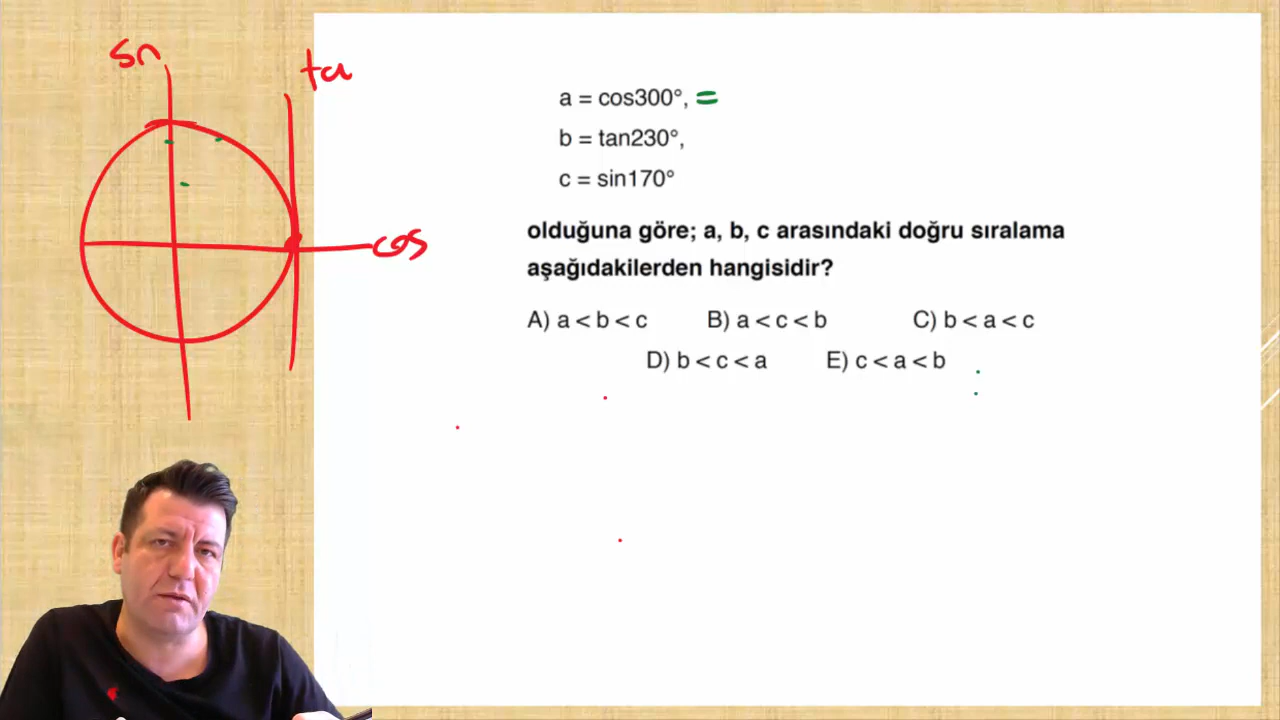 sn
ta
cos
a = cos300°, =
b = tan230°,
c = sin170°
olduğuna göre; a, b, c arasındaki doğru sıralama
aşağıdakilerden hangisidir?
A) a < b < c B) a < c < b C) b < a < c
D) b < c < a E) c < a < b